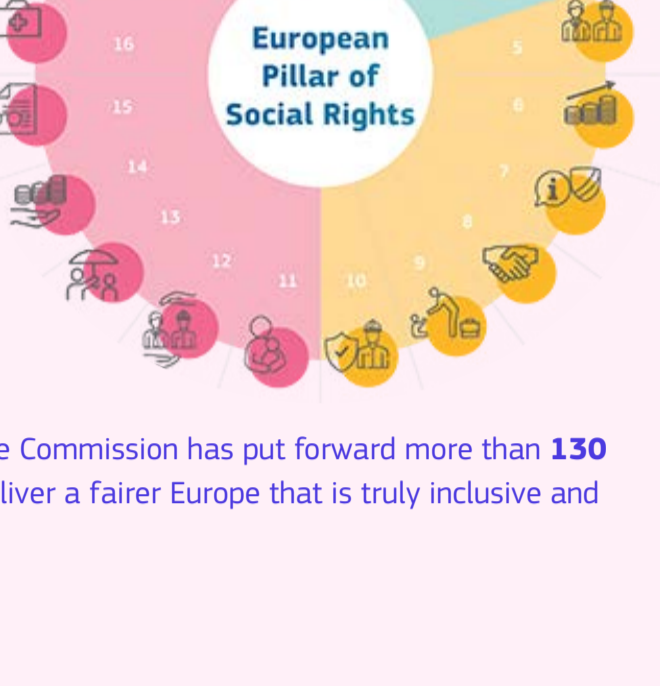 European
Pillar of
Social Rights
16
5
15
6
14
7
13
8
12
9
11
10
e Commission has put forward more than 130
liver a fairer Europe that is truly inclusive and